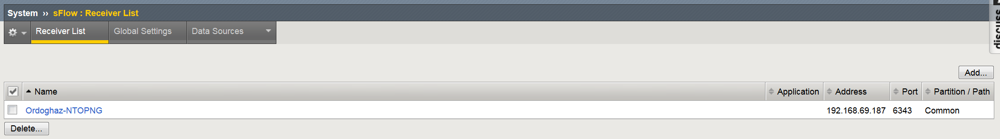 System ›› sFlow : Receiver List
discuss
Receiver List Global Settings Data Sources
Add...
Name Application Address Port Partition / Path
Ordoghaz-NTOPNG 192.168.69.187 6343 Common
Delete...